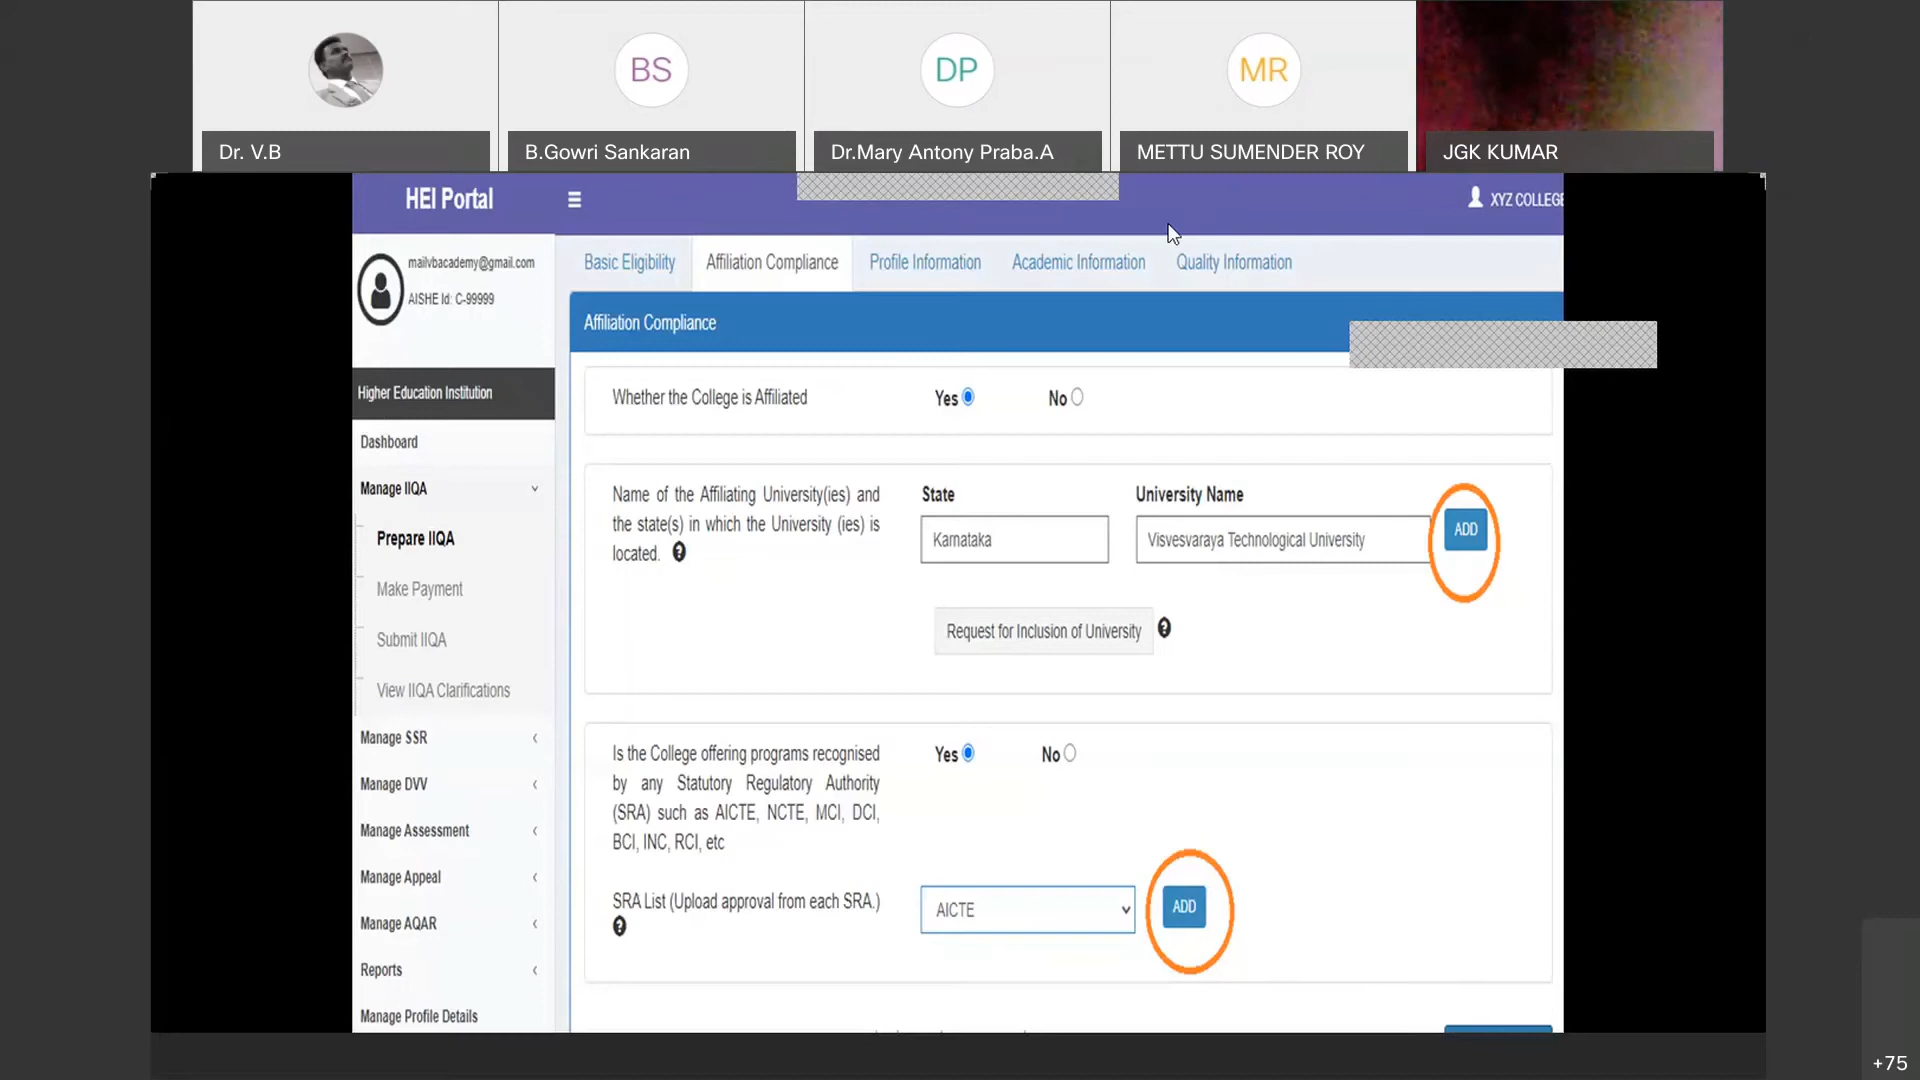 BS
DP
MR
Dr. V.B
B.Gowri Sankaran
Dr.Mary Antony Praba.A
METTU SUMENDER ROY
JGK KUMAR
HEI Portal
XYZ COLLEGE
mailvbacademy@gmail.com
AISHE Id: C-99999
Higher Education Institution
Dashboard
Manage IIQA
Prepare IIQA
Make Payment
Submit IIQA
View IIQA Clarifications
Manage SSR
Manage DVV
Manage Assessment
Manage Appeal
Manage AQAR
Reports
Manage Profile Details
Basic Eligibility
Affiliation Compliance
Profile Information
Academic Information
Quality Information
Affiliation Compliance
Whether the College is Affiliated
Yes
No
Name of the Affiliating University(ies) and
the state(s) in which the University (ies) is
located.
State
University Name
Karnataka
Visvesvaraya Technological University
ADD
Request for Inclusion of University
Is the College offering programs recognised
by any Statutory Regulatory Authority
(SRA) such as AICTE, NCTE, MCI, DCI,
BCI, INC, RCI, etc
Yes
No
SRA List (Upload approval from each SRA.)
AICTE
ADD
+75